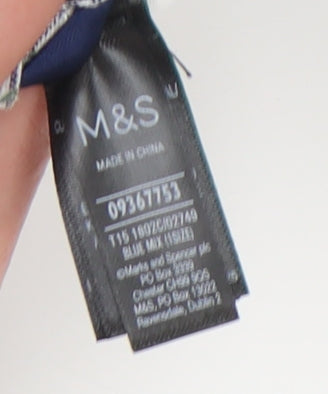 M&S
MADE IN CHINA
09367753
T15 1802C/02749
BLUE MIX (1SIZE)
©Marks and Spencer plc
PO Box 3339
Chester CH99 9QS
M&S, PO Box 13022
Ravensdale, Dublin 2